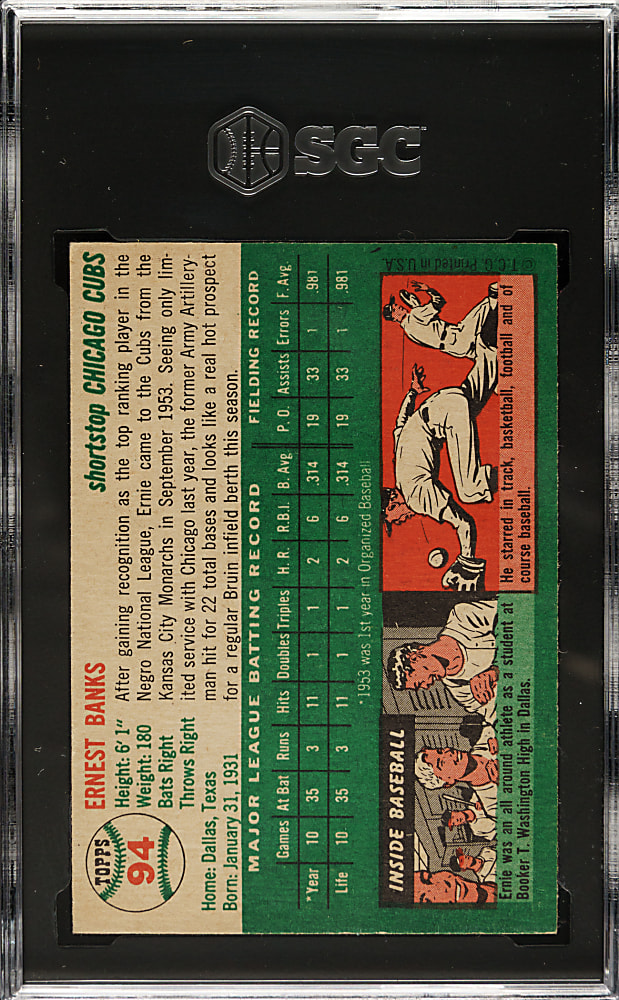 SGC
TOPPS
94
ERNEST BANKS
shortstop CHICAGO CUBS
Height: 6' 1"
Weight: 180
Bats Right
Throws Right
Home: Dallas, Texas
Born: January 31, 1931
After gaining recognition as the top ranking player in the
Negro National League, Ernie came to the Cubs from the
Kansas City Monarchs in September 1953. Seeing only lim-
ited service with Chicago last year, the former Army Artillery-
man hit for 22 total bases and looks like a real hot prospect
for a regular Bruin infield berth this season.
MAJOR LEAGUE BATTING RECORD FIELDING RECORD
Games At Bat Runs Hits Doubles Triples H. R. R.B.I. B. Avg. P. O. Assists Errors F. Avg.
*Year 10 35 3 11 1 1 2 6 .314 19 33 1 .981
Life 10 35 3 11 1 1 2 6 .314 19 33 1 .981
*1953 was 1st year in Organized Baseball
© T. C. G. Printed in U.S.A.
INSIDE BASEBALL
Ernie was an all around athlete as a student at
Booker T. Washington High in Dallas.
He starred in track, basketball, football and of
course baseball.